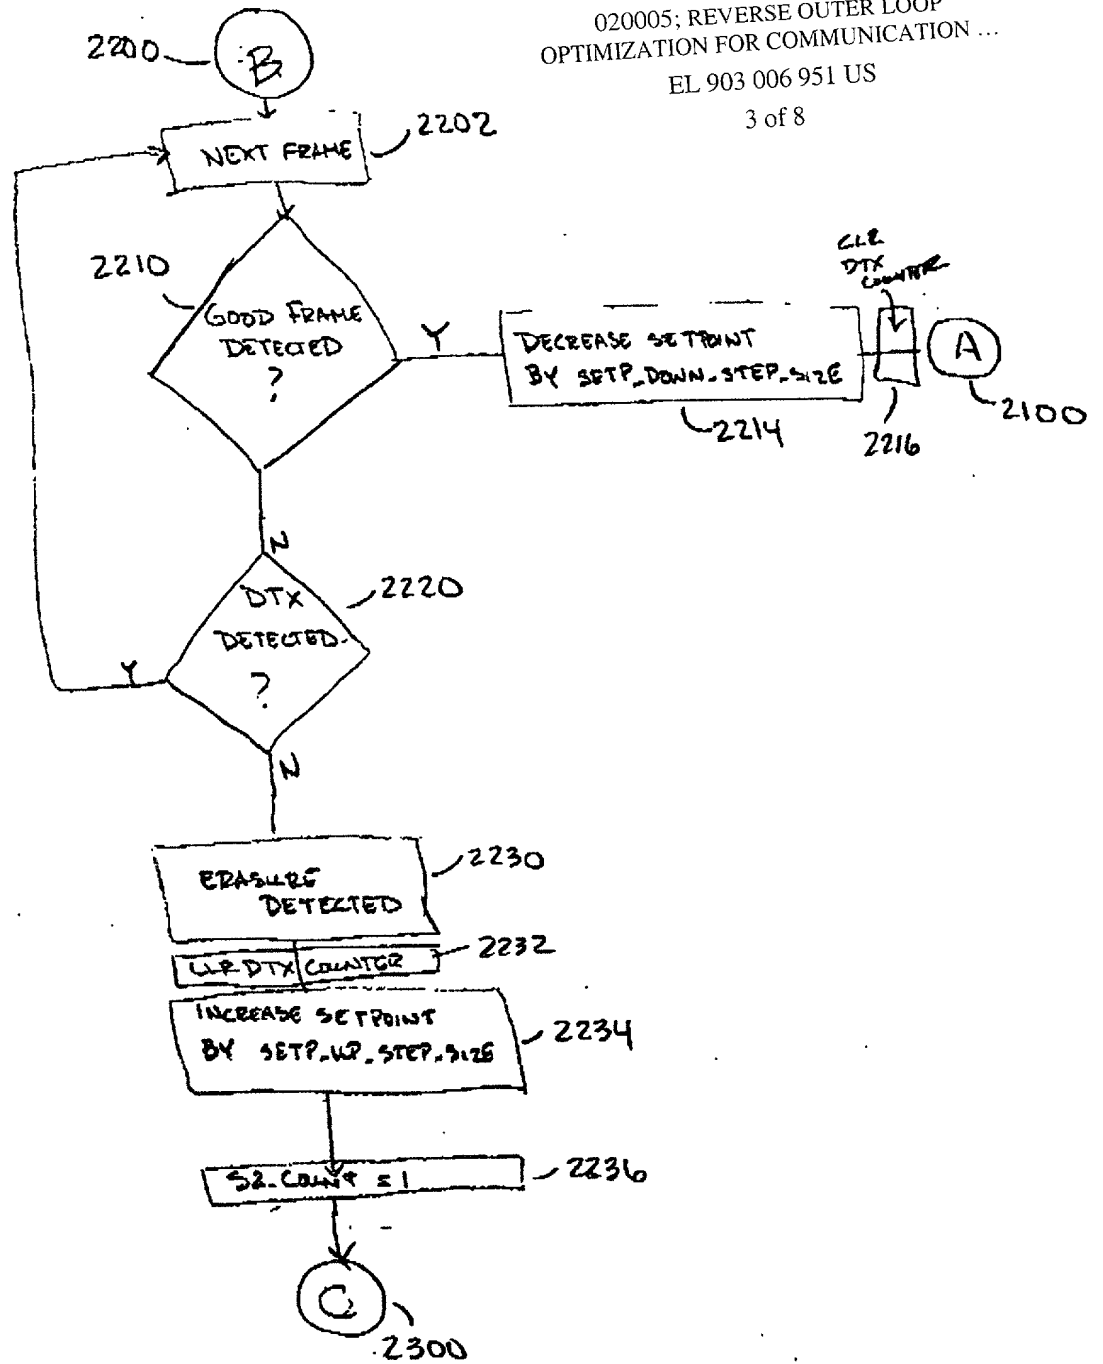 020005; REVERSE OUTER LOOP
OPTIMIZATION FOR COMMUNICATION ...
EL 903 006 951 US
3 of 8
2200
B
2202
NEXT FRAME
2210
GOOD FRAME
DETECTED
?
Y
DECREASE SETPOINT
BY SETP_DOWN_STEP_SIZE
2214
CLR
DTX
COUNTER
2216
A
2100
N
DTX
DETECTED
?
2220
Y
N
ERASURE
DETECTED
2230
CLR DTX COUNTER
2232
INCREASE SETPOINT
BY SETP_UP_STEP_SIZE
2234
S2_COUNT = 1
2236
C
2300